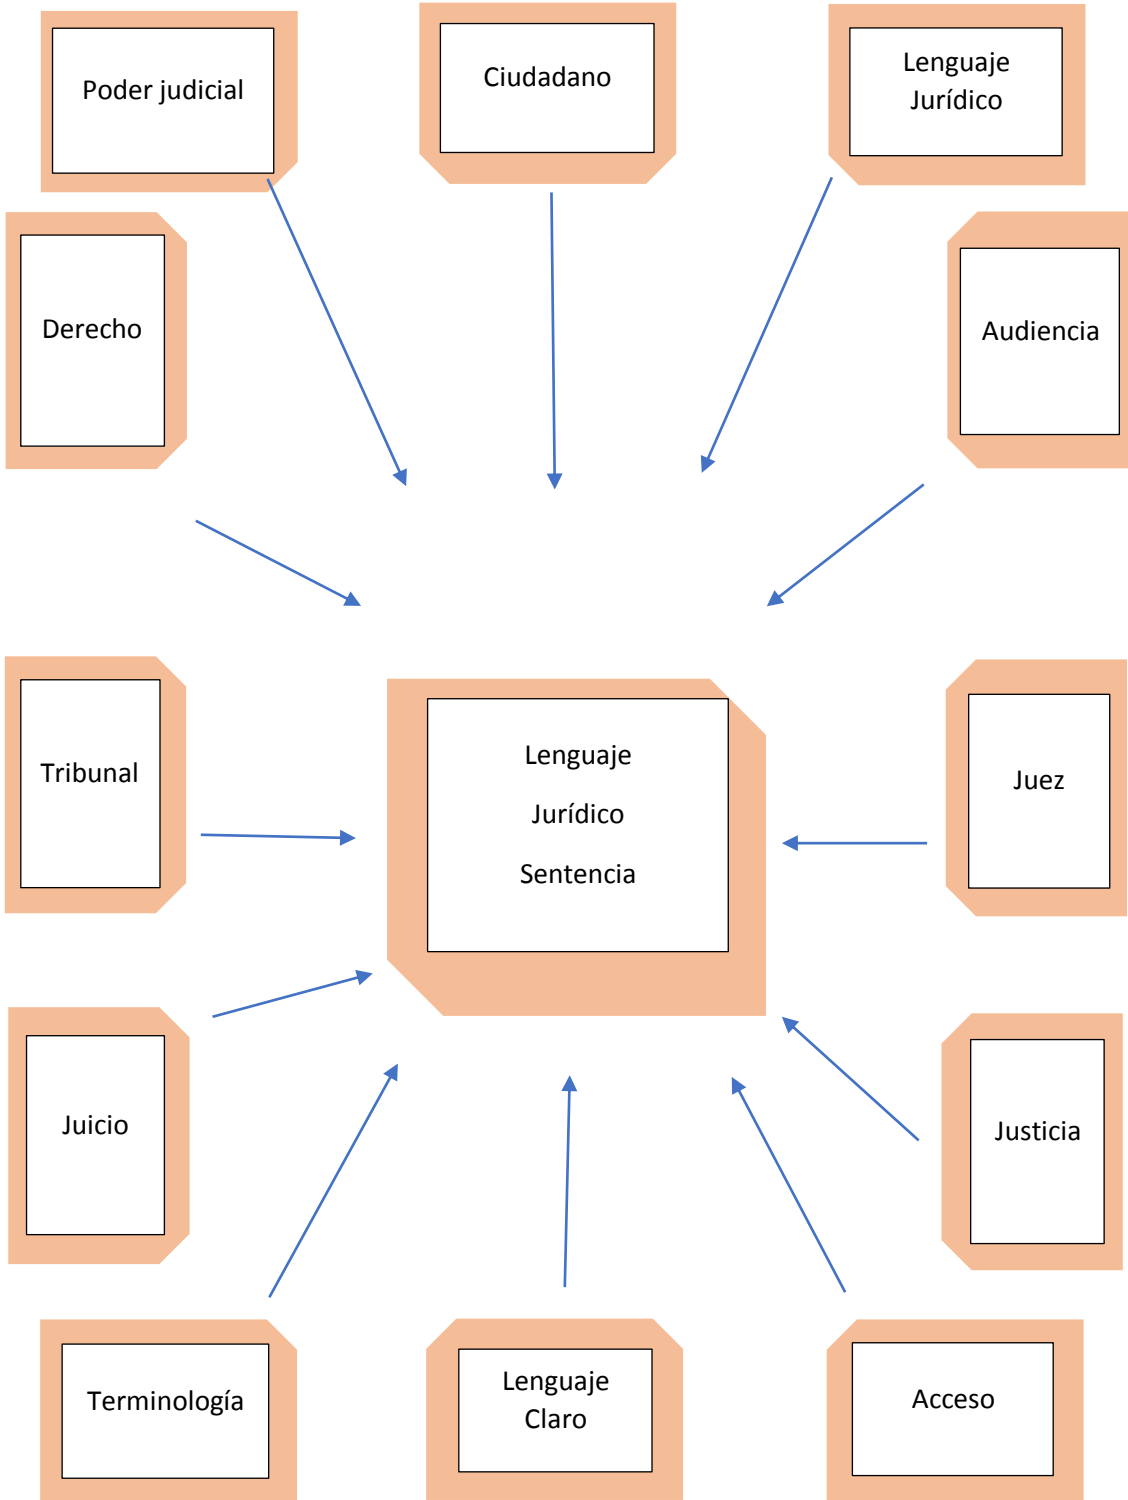 Poder judicial
Ciudadano
Lenguaje
Jurídico
Derecho
Audiencia
Tribunal
Lenguaje
Jurídico
Sentencia
Juez
Juicio
Justicia
Terminología
Lenguaje
Claro
Acceso